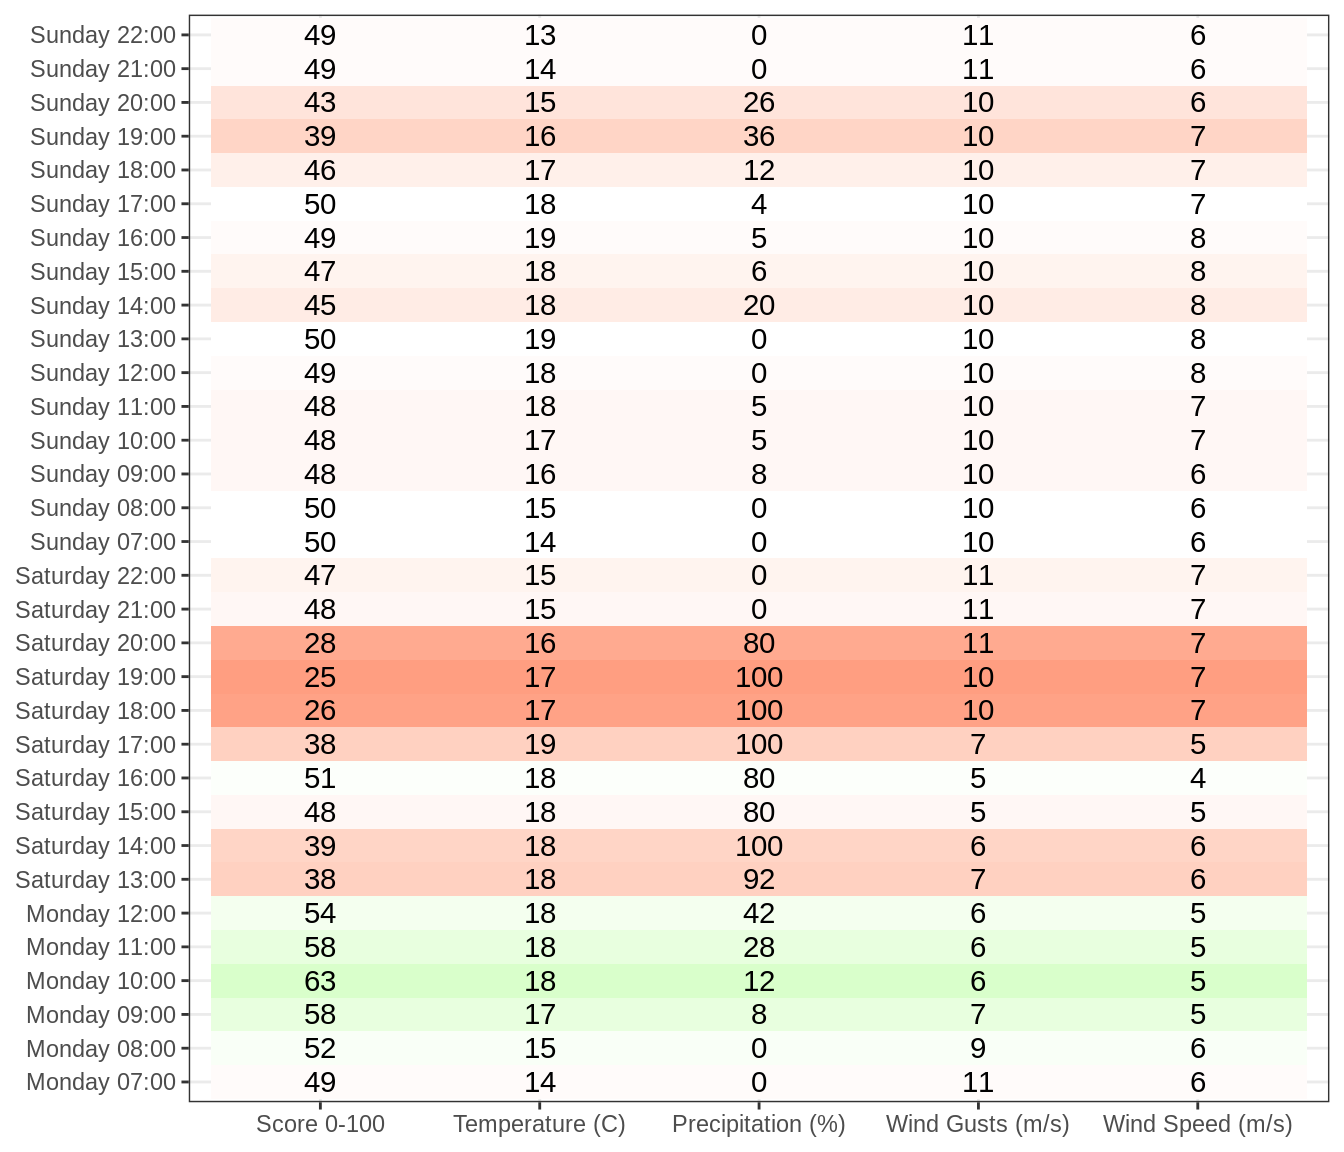 Sunday 22:00 49 13 0 11 6
Sunday 21:00 49 14 0 11 6
Sunday 20:00 43 15 26 10 6
Sunday 19:00 39 16 36 10 7
Sunday 18:00 46 17 12 10 7
Sunday 17:00 50 18 4 10 7
Sunday 16:00 49 19 5 10 8
Sunday 15:00 47 18 6 10 8
Sunday 14:00 45 18 20 10 8
Sunday 13:00 50 19 0 10 8
Sunday 12:00 49 18 0 10 8
Sunday 11:00 48 18 5 10 7
Sunday 10:00 48 17 5 10 7
Sunday 09:00 48 16 8 10 6
Sunday 08:00 50 15 0 10 6
Sunday 07:00 50 14 0 10 6
Saturday 22:00 47 15 0 11 7
Saturday 21:00 48 15 0 11 7
Saturday 20:00 28 16 80 11 7
Saturday 19:00 25 17 100 10 7
Saturday 18:00 26 17 100 10 7
Saturday 17:00 38 19 100 7 5
Saturday 16:00 51 18 80 5 4
Saturday 15:00 48 18 80 5 5
Saturday 14:00 39 18 100 6 6
Saturday 13:00 38 18 92 7 6
Monday 12:00 54 18 42 6 5
Monday 11:00 58 18 28 6 5
Monday 10:00 63 18 12 6 5
Monday 09:00 58 17 8 7 5
Monday 08:00 52 15 0 9 6
Monday 07:00 49 14 0 11 6
Score 0-100 Temperature (C) Precipitation (%) Wind Gusts (m/s) Wind Speed (m/s)